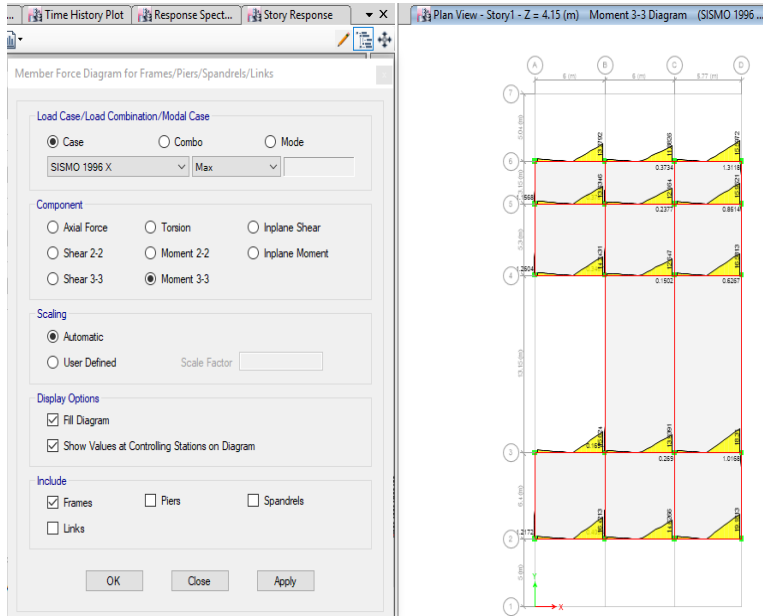 Time History Plot
Response Spect...
Story Response
Plan View - Story1 - Z = 4.15 (m) Moment 3-3 Diagram (SISMO 1996 ...
Member Force Diagram for Frames/Piers/Spandrels/Links
Load Case/Load Combination/Modal Case
Case
Combo
Mode
SISMO 1996 X
Max
Component
Axial Force
Torsion
Inplane Shear
Shear 2-2
Moment 2-2
Inplane Moment
Shear 3-3
Moment 3-3
Scaling
Automatic
User Defined
Scale Factor
Display Options
Fill Diagram
Show Values at Controlling Stations on Diagram
Include
Frames
Piers
Spandrels
Links
OK
Close
Apply
A
B
C
D
6 (m)
6 (m)
5.77 (m)
7
6
0.3734
1.3118
5
0.2377
0.8614
4
0.1502
0.6267
3
0.269
1.0168
2
1
Y
X